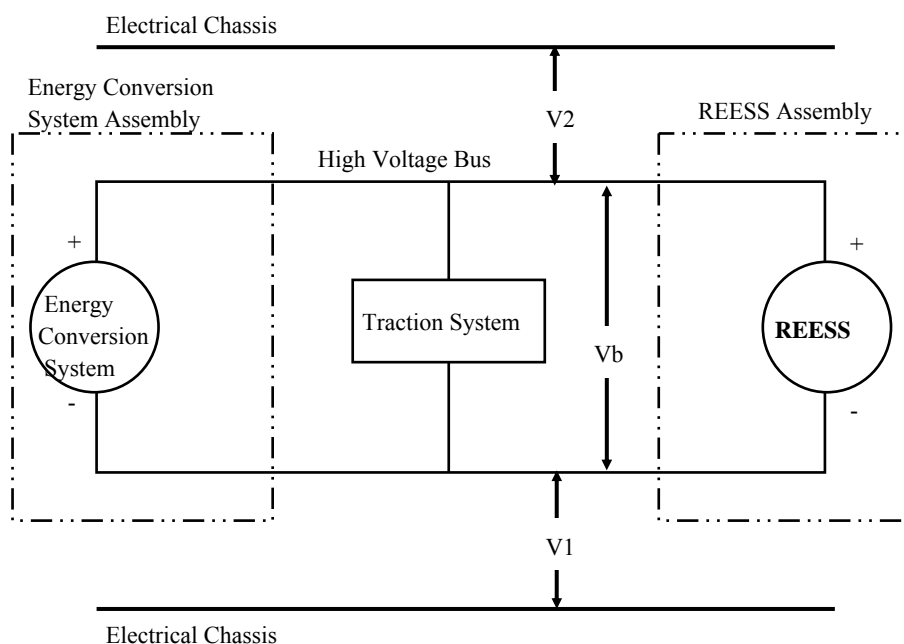 Electrical Chassis
Energy Conversion
System Assembly
V2
REESS Assembly
High Voltage Bus
+
+
Energy
Conversion
System
Traction System
Vb
REESS
-
-
V1
Electrical Chassis